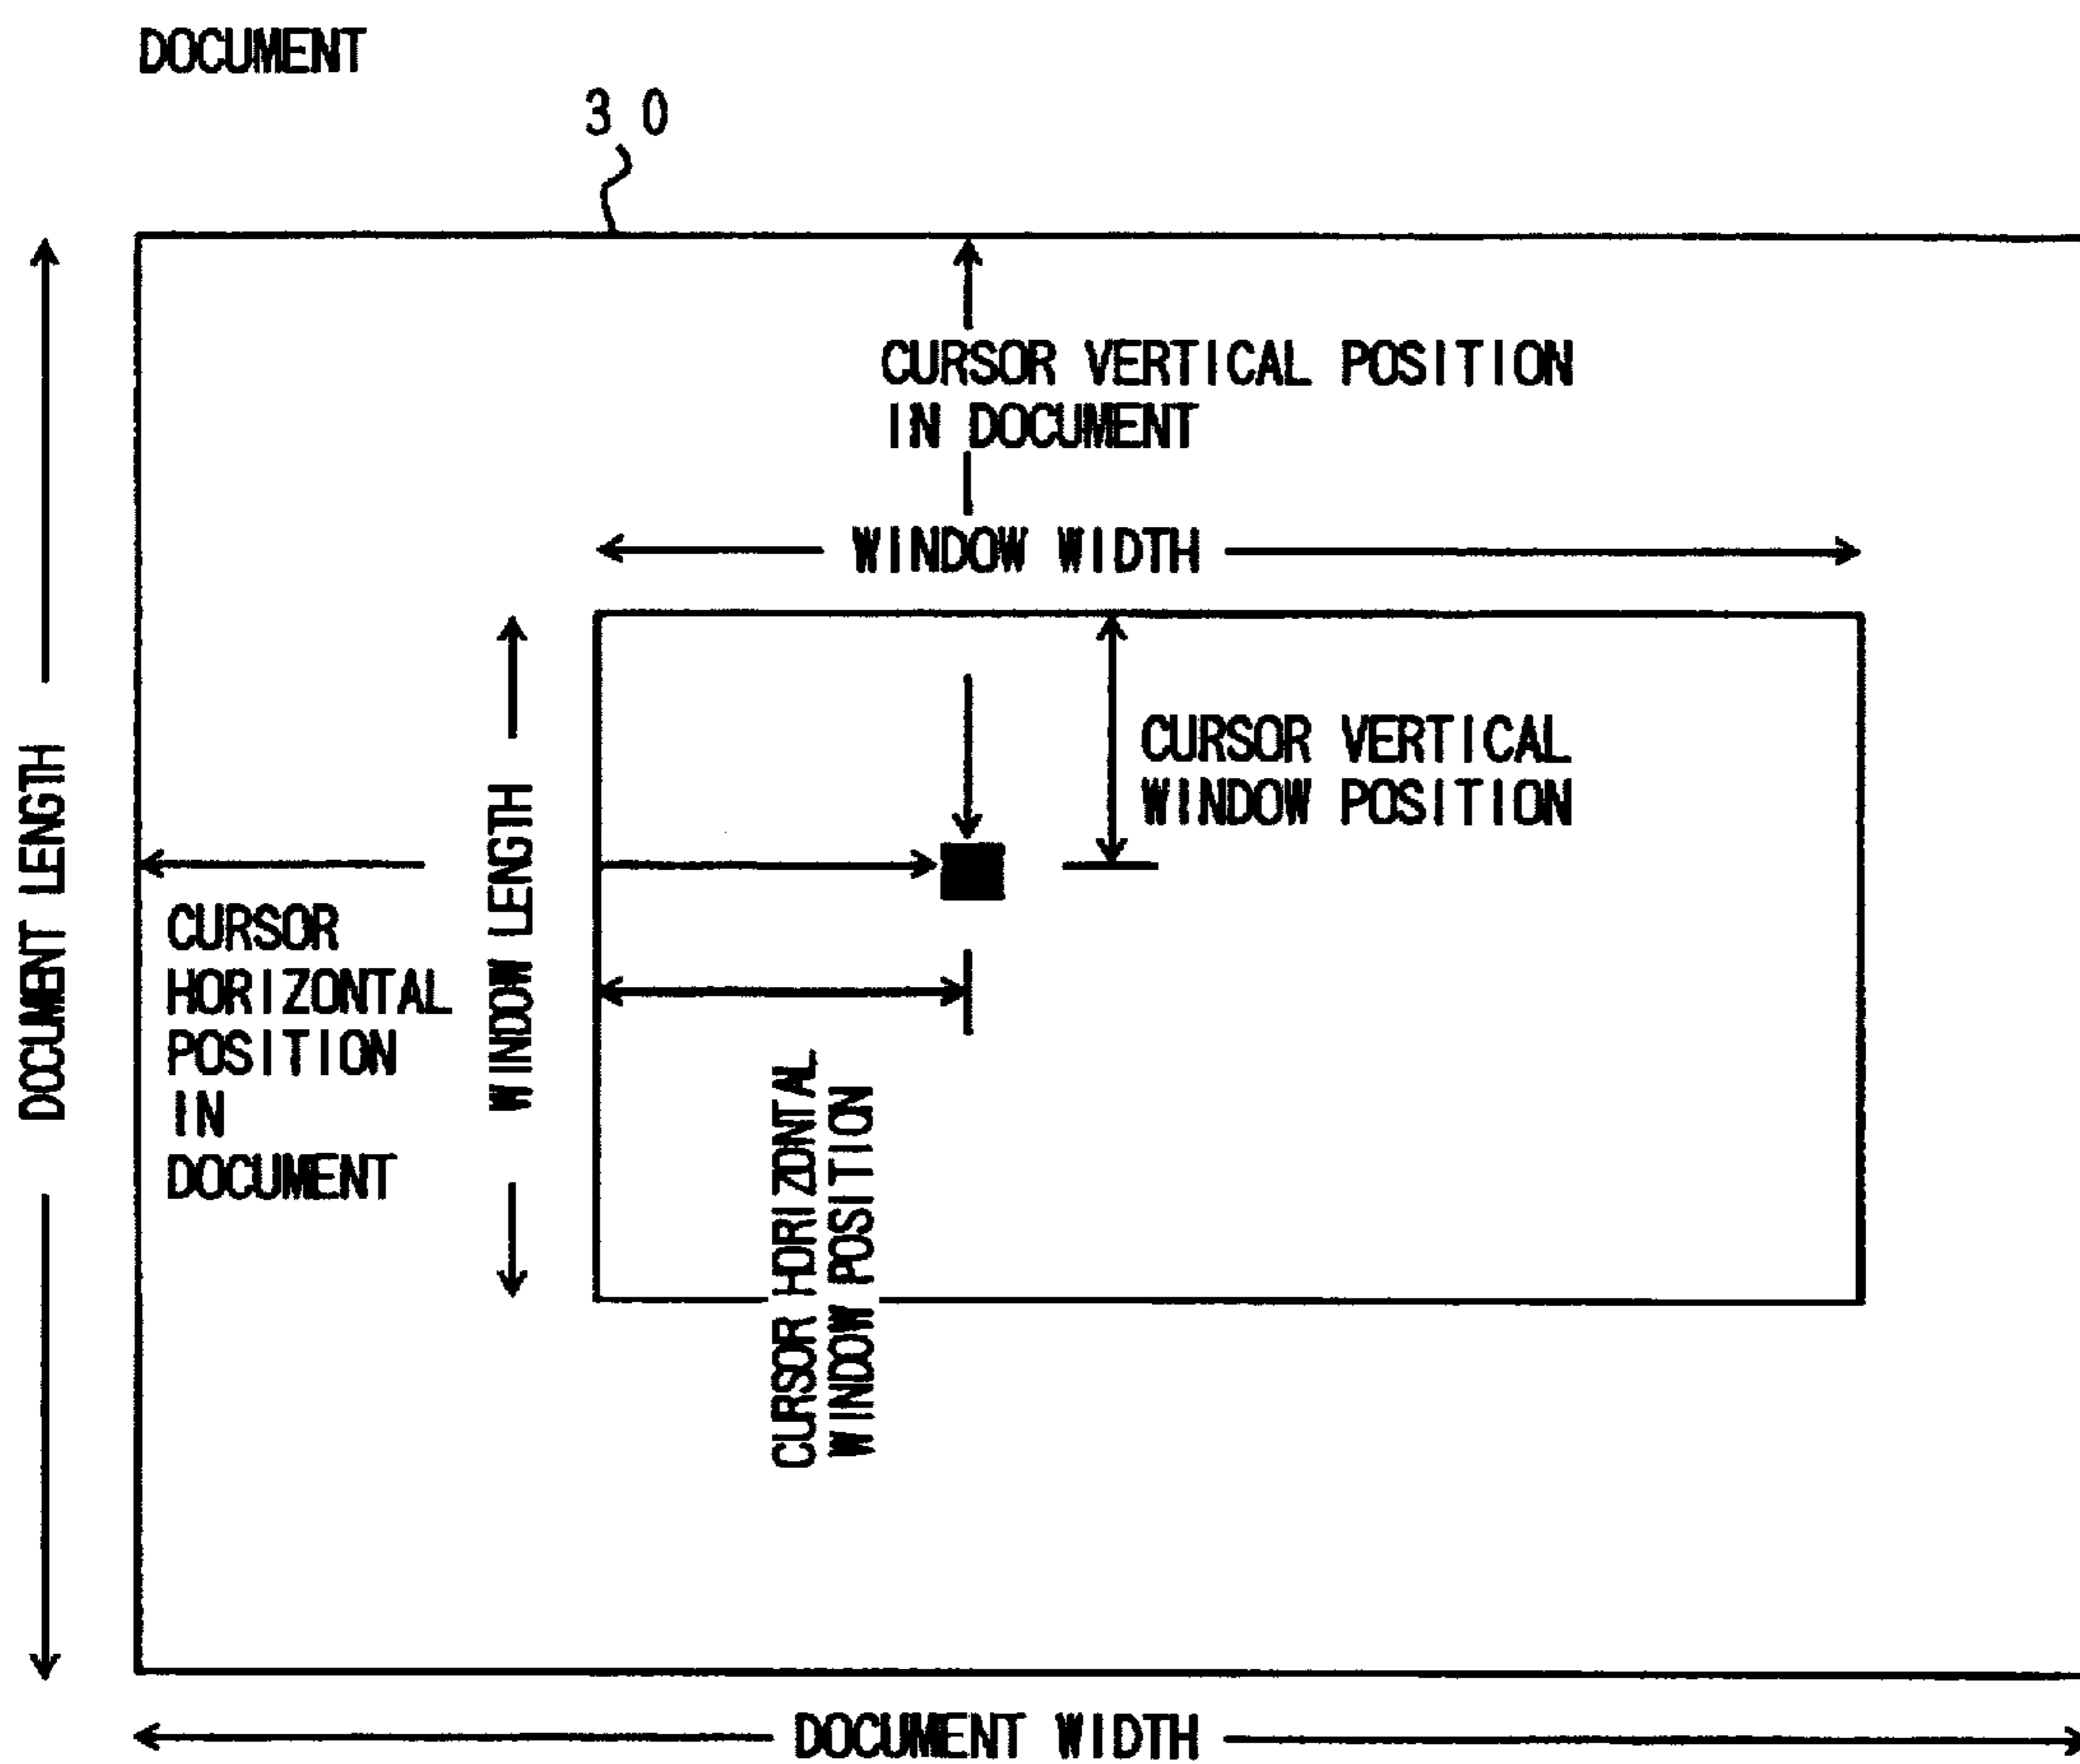 DOCUMENT
30
CURSOR VERTICAL POSITION
IN DOCUMENT
WINDOW WIDTH
CURSOR VERTICAL
WINDOW POSITION
DOCUMENT LENGTH
WINDOW LENGTH
CURSOR
HORIZONTAL
POSITION
IN
DOCUMENT
CURSOR HORIZONTAL
WINDOW POSITION
DOCUMENT WIDTH